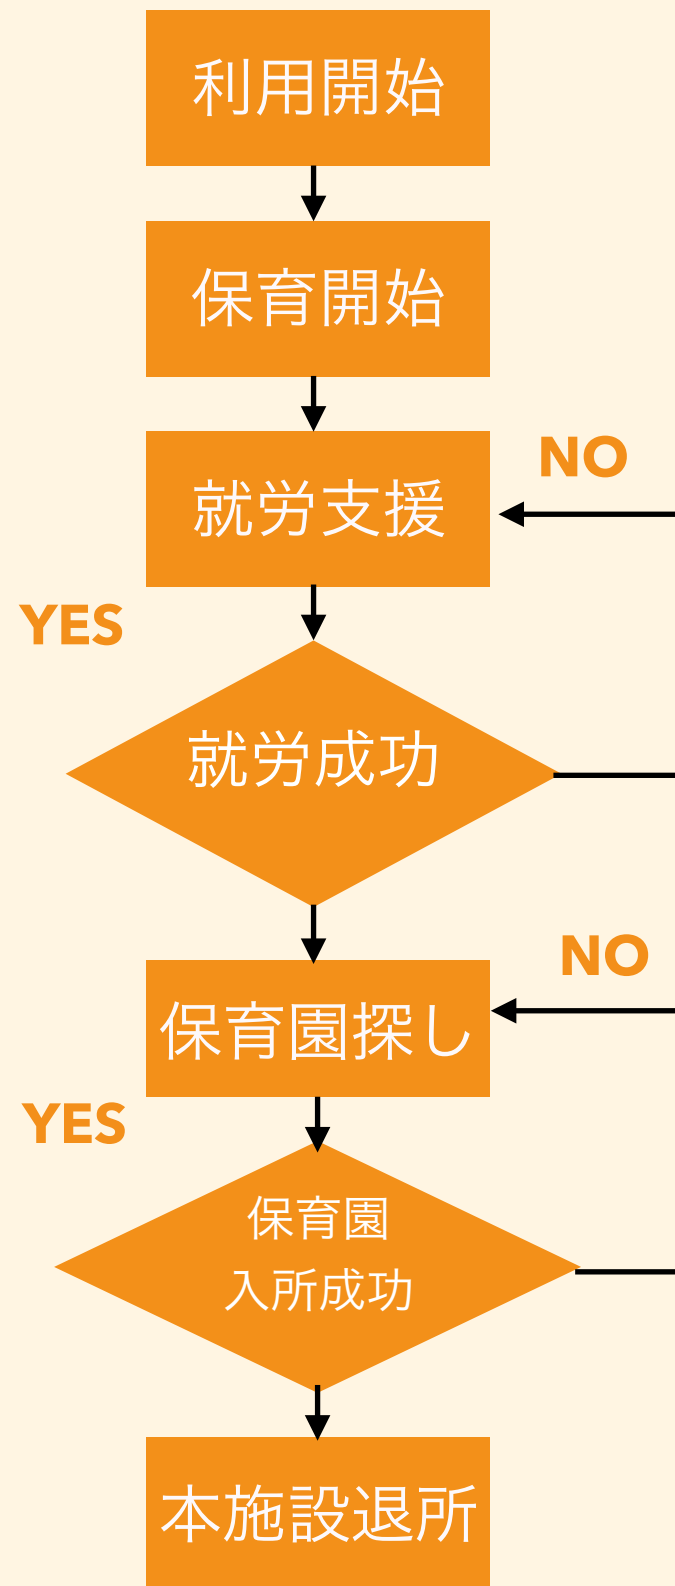 利用開始
保育開始
NO
就労支援
YES
就労成功
NO
保育園探し
YES
保育園
入所成功
本施設退所